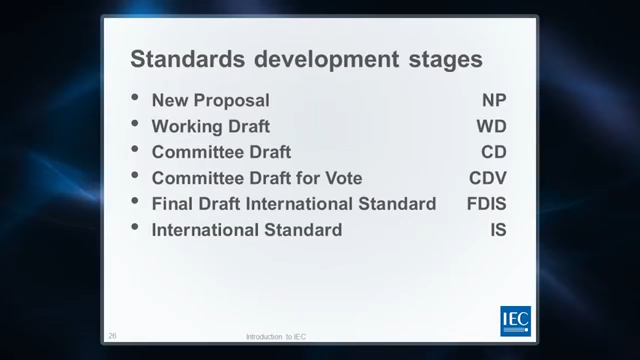 Standards development stages
• New Proposal NP
• Working Draft WD
• Committee Draft CD
• Committee Draft for Vote CDV
• Final Draft International Standard FDIS
• International Standard IS
26 Introduction to IEC
IEC